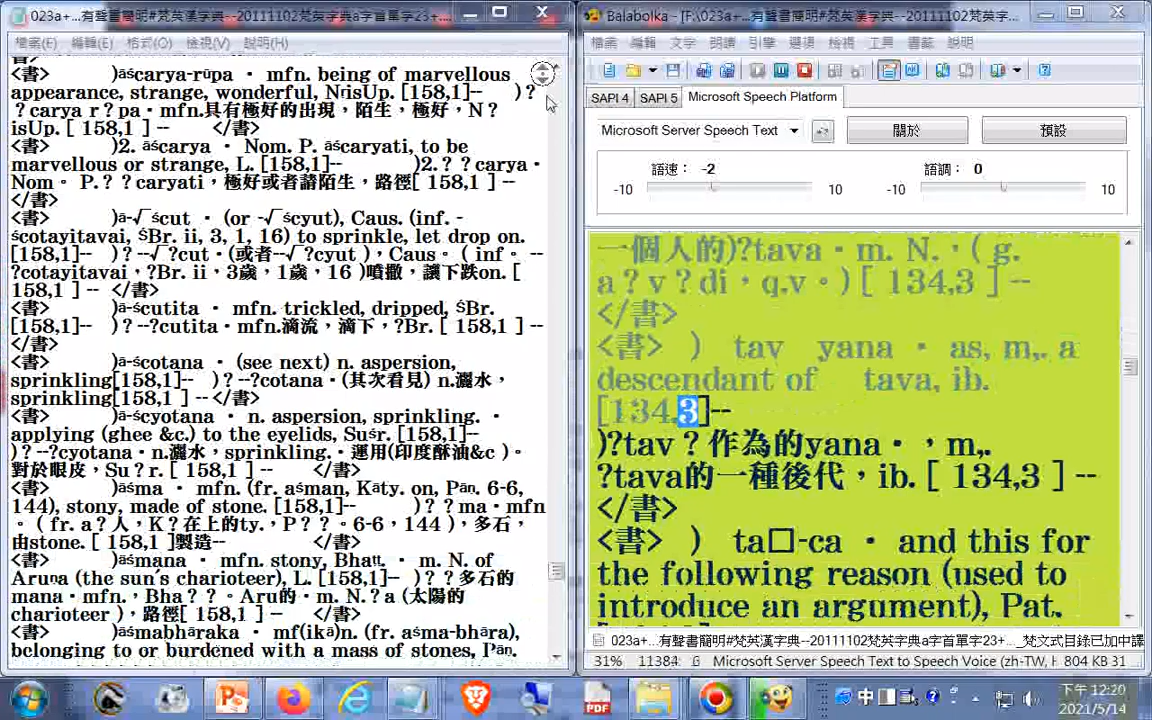 023a+...有聲書簡明#梵英漢字典--20111102梵英字典a字首單字23+...
檔案(F) 編輯(E) 格式(O) 檢視(V) 說明(H)
<書> )āścarya-rūpa · mfn. being of marvellous
appearance, strange, wonderful, NṛisUp. [158,1]-- )?
?carya r?pa·mfn.具有極好的出現,陌生,極好,N?
isUp. [ 158,1 ] -- </書>
<書> )2. āścarya · Nom. P. āścaryati, to be
marvellous or strange, L. [158,1]-- )2.??carya·
Nom。 P.??caryati,極好或者請陌生,路徑[ 158,1 ] --
</書>
<書> )ā-√ścut · (or -√ścyut), Caus. (inf. -
ścotayitavai, ŚBr. ii, 3, 1, 16) to sprinkle, let drop on.
[158,1]-- )? --√?cut·(或者--√?cyut ),Caus。 ( inf。 --
?cotayitavai,?Br. ii,3歲,1歲,16 )噴撒,讓下跌on. [
158,1 ] -- </書>
<書> )ā-ścutita · mfn. trickled, dripped, ŚBr.
[158,1]-- )? --?cutita·mfn.滴流,滴下,?Br. [ 158,1 ] --
</書>
<書> )ā-ścotana · (see next) n. aspersion,
sprinkling[158,1]-- )? --?cotana·(其次看見) n.灑水,
sprinkling[ 158,1 ] -- </書>
<書> )ā-ścyotana · n. aspersion, sprinkling. ·
applying (ghee &c.) to the eyelids, Suśr. [158,1]--
)? --?cyotana·n.灑水,sprinkling.·運用(印度酥油&c )。
對於眼皮,Su?r. [ 158,1 ] -- </書>
<書> )āśma · mfn. (fr. aśman, Kāty. on, Pāṇ. 6-6,
144), stony, made of stone. [158,1]-- )??ma·mfn
。 ( fr. a?人,K?在上的ty.,P??。6-6,144 ),多石,
由stone. [ 158,1 ]製造-- </書>
<書> )āśmana · mfn. stony, Bhaṭṭ. · m. N. of
Aruṇa (the sun's charioteer), L. [158,1]-- )??多石的
mana·mfn.,Bha??。Aru的·m. N.?a (太陽的
charioteer ),路徑[ 158,1 ] -- </書>
<書> )āśmabhāraka · mf(ikā)n. (fr. aśma-bhāra),
belonging to or burdened with a mass of stones, Pāṇ.
Balabolka - [F:\023a+...有聲書簡明#梵英漢字典--20111102梵英字...
檔案 編輯 文字 朗讀 引擎 選項 檢視 工具 書籤 說明
SAPI 4 SAPI 5 Microsoft Speech Platform
Microsoft Server Speech Text 關於 預設
語速: -2 語調: 0
-10 10 -10 10
一個人的)?tava·m. N.·( g.
a?v?di,q.v。) [ 134,3 ] --
</書>
<書> ) tav yana · as, m,. a
descendant of tava, ib.
[134,3]--
)?tav?作為的yana·,m,.
?tava的一種後代,ib. [ 134,3 ] --
</書>
<書> ) ta□-ca · and this for
the following reason (used to
introduce an argument), Pat.
023a+...有聲書簡明#梵英漢字典--20111102梵英字典a字首單字23+..._梵文式目錄已加中譯
31% 11384 Microsoft Server Speech Text to Speech Voice (zh-TW, 804 KB 31
中 下午 12:20
2021/5/14